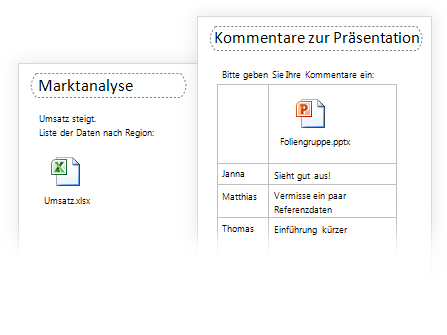 Marktanalyse
Umsatz steigt.
Liste der Daten nach Region:
Umsatz.xlsx
Kommentare zur Präsentation
Bitte geben Sie Ihre Kommentare ein:
Foliengruppe.pptx
Janna Sieht gut aus!
Matthias Vermisse ein paar
Referenzdaten
Thomas Einführung kürzer